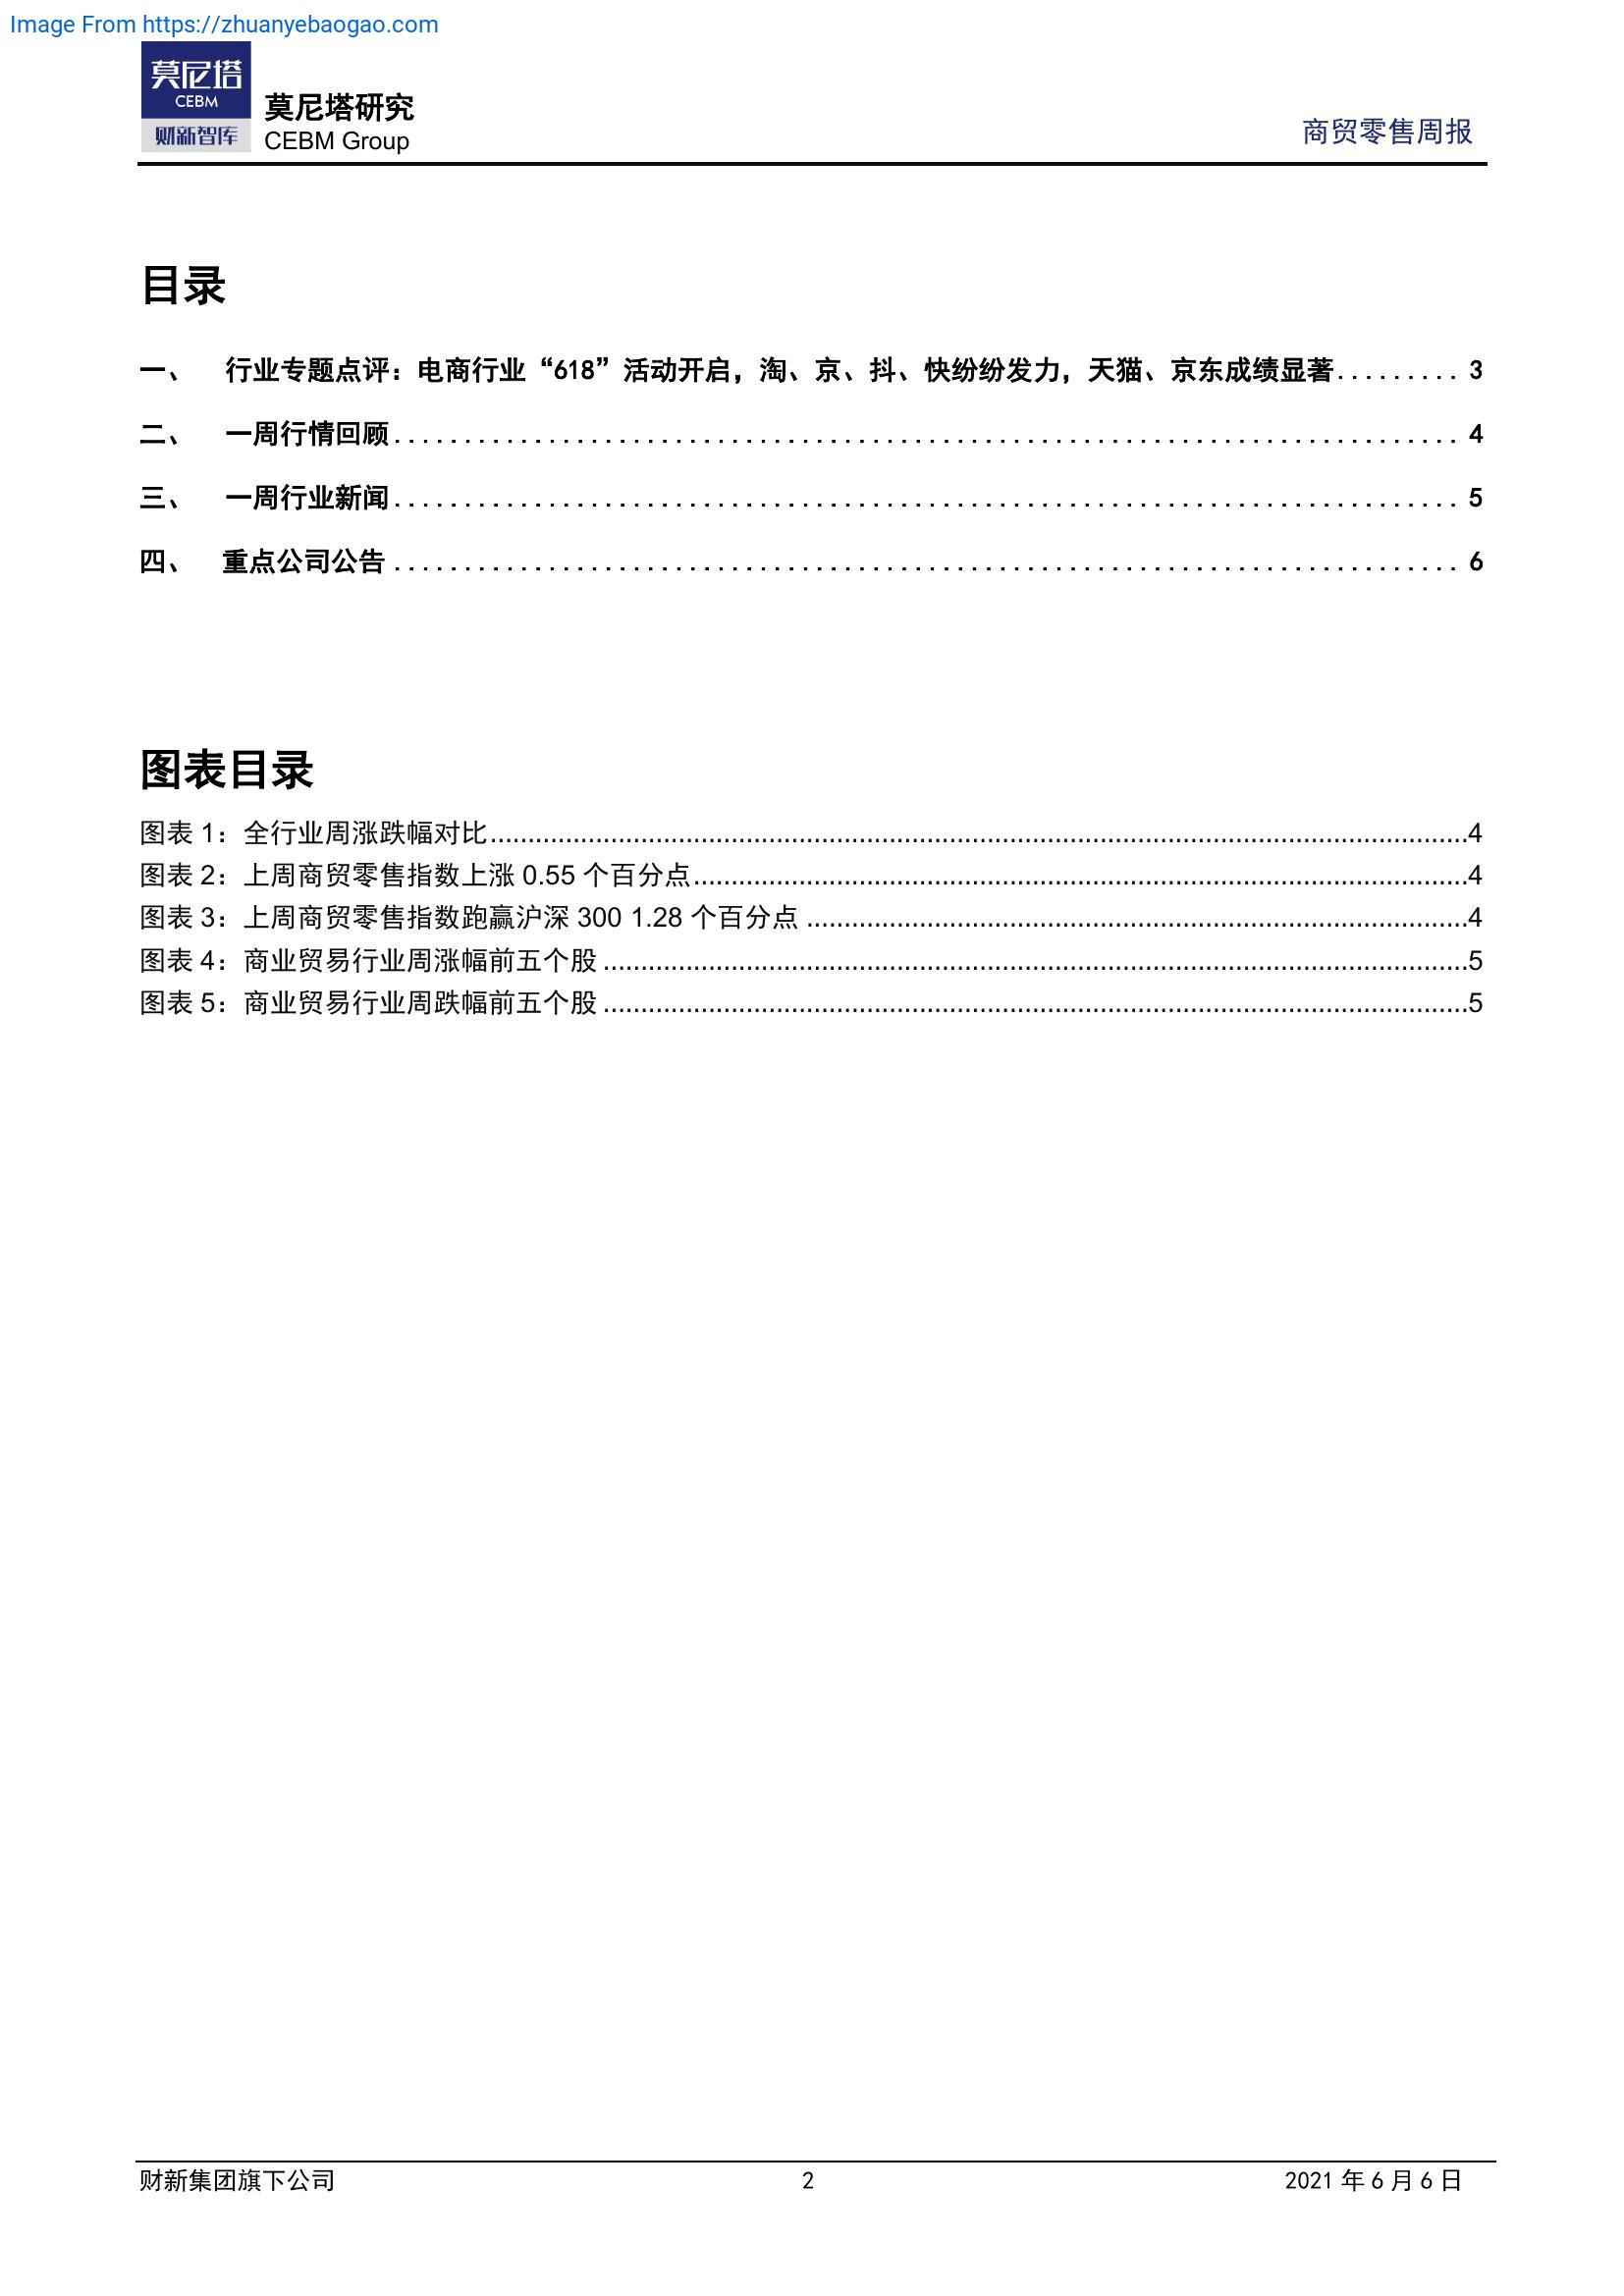 Image From https://zhuanyebaogao.com
莫尼塔
CEBM
财新智库
莫尼塔研究
CEBM Group
商贸零售周报
目录
一、 行业专题点评：电商行业“618”活动开启，淘、京、抖、快纷纷发力，天猫、京东成绩显著......... 3
二、 一周行情回顾............................................................................ 4
三、 一周行业新闻............................................................................ 5
四、 重点公司公告............................................................................ 6
图表目录
图表 1：全行业周涨跌幅对比....................................................................................................................................4
图表 2：上周商贸零售指数上涨 0.55 个百分点........................................................................................................4
图表 3：上周商贸零售指数跑赢沪深 300 1.28 个百分点 .........................................................................................4
图表 4：商业贸易行业周涨幅前五个股 ....................................................................................................................5
图表 5：商业贸易行业周跌幅前五个股 ....................................................................................................................5
财新集团旗下公司 2 2021 年 6 月 6 日